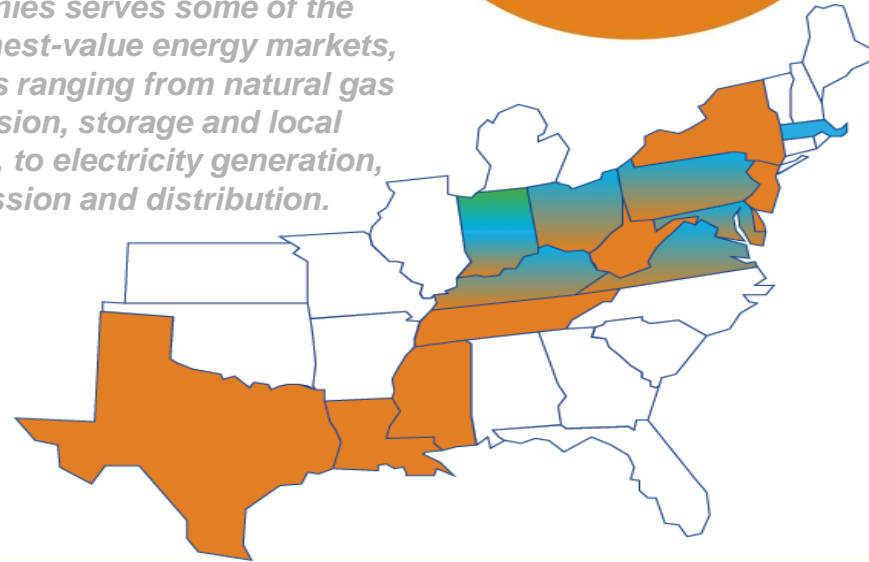 nies serves some of the
nest-value energy markets,
s ranging from natural gas
sion, storage and local
, to electricity generation,
ssion and distribution.